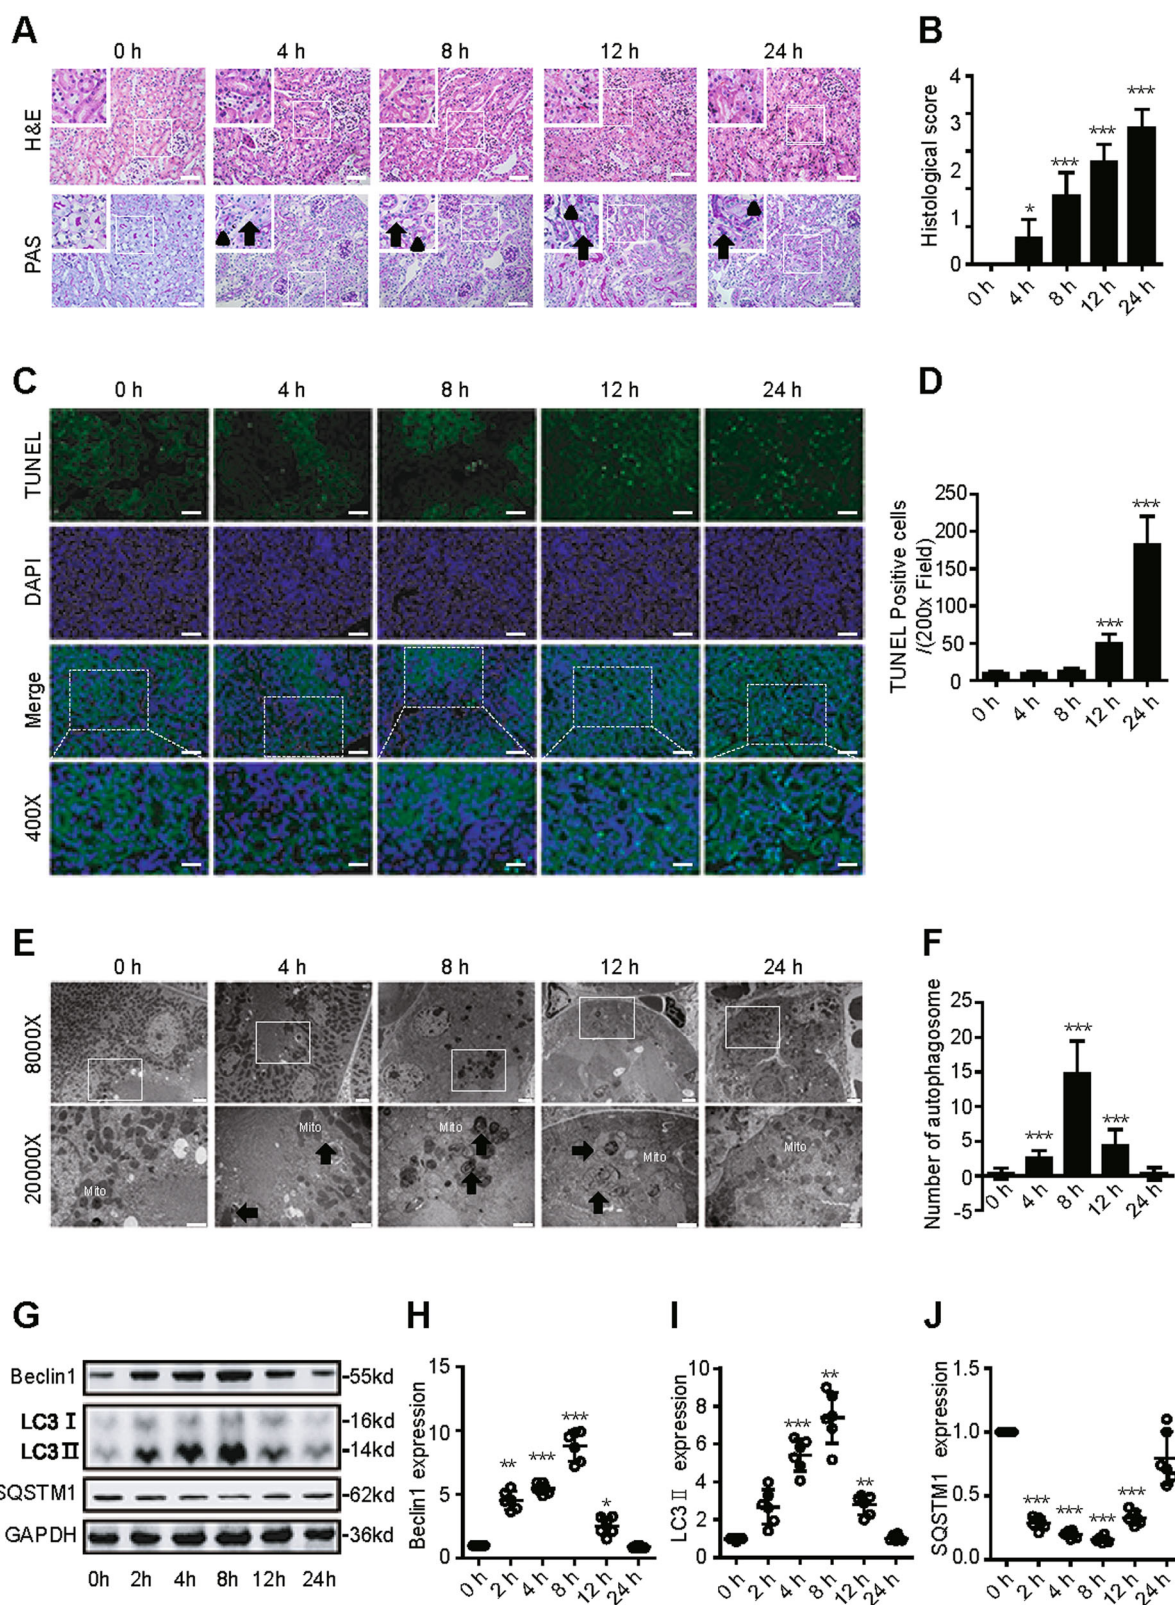 A
0 h 4 h 8 h 12 h 24 h
H&E
PAS
B
Histological score
4
3
2
1
0
*
***
***
***
0 h 4 h 8 h 12 h 24 h
C
0 h 4 h 8 h 12 h 24 h
TUNEL
DAPI
Merge
400X
D
TUNEL Positive cells
/(200x Field)
250
200
150
100
50
0
***
***
0 h 4 h 8 h 12 h 24 h
E
0 h 4 h 8 h 12 h 24 h
8000X
20000X
Mito
Mito
Mito
Mito
Mito
F
Number of autophagosome
25
20
15
10
5
0
-5
***
***
***
0 h 4 h 8 h 12 h 24 h
G
Beclin1 -55kd
LC3 I -16kd
LC3 II -14kd
SQSTM1 -62kd
GAPDH -36kd
0h 2h 4h 8h 12h 24h
H
Beclin1 expression
15
10
5
0
**
***
***
*
0 h 2 h 4 h 8 h 12 h 24 h
I
LC3 II expression
10
8
6
4
2
0
***
**
**
0 h 2 h 4 h 8 h 12 h 24 h
J
SQSTM1 expression
1.5
1.0
0.5
0.0
***
***
***
***
0 h 2 h 4 h 8 h 12 h 24 h